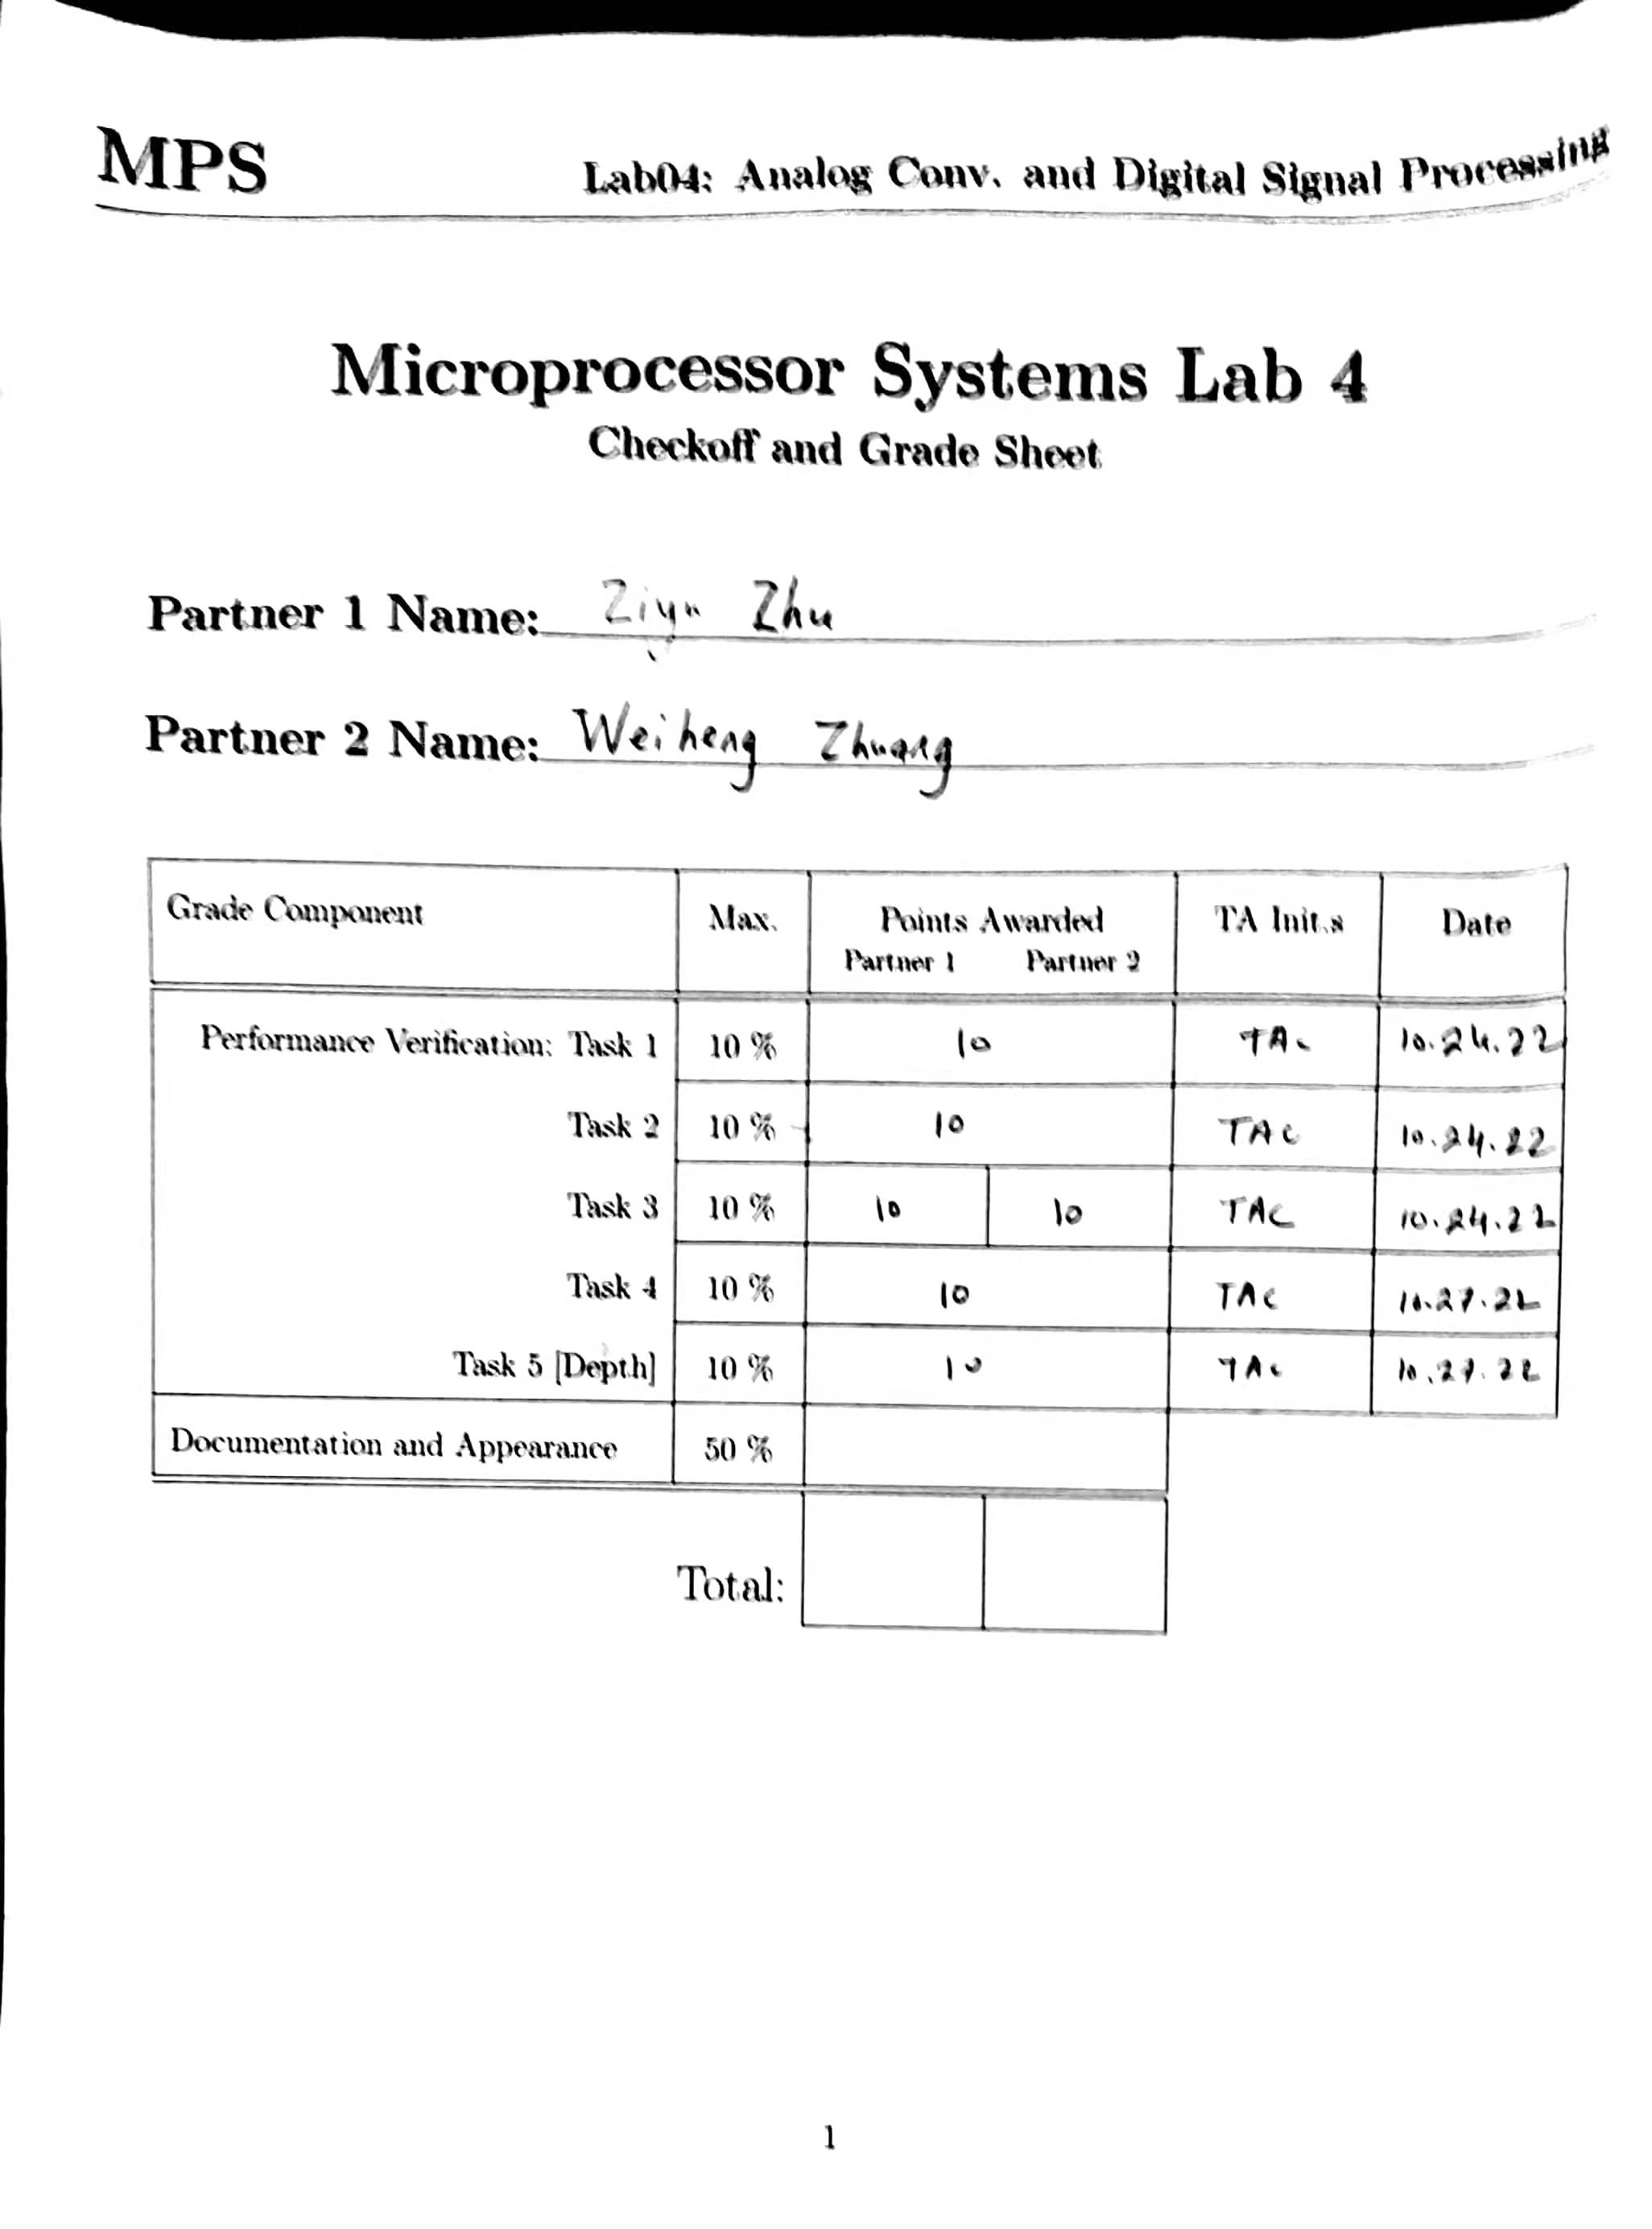 MPS Lab04: Analog Conv. and Digital Signal Processing
Microprocessor Systems Lab 4
Checkoff and Grade Sheet
Partner 1 Name: Ziyu Zhu
Partner 2 Name: Weiheng Zhuang
Grade Component Max. Points Awarded TA Init.s Date
Partner 1 Partner 2
Performance Verification: Task 1 10 % 10 TAC 10.24.22
Task 2 10 % 10 TAC 10.24.22
Task 3 10 % 10 10 TAC 10.24.22
Task 4 10 % 10 TAC 10.27.22
Task 5 [Depth] 10 % 10 TAC 10.27.22
Documentation and Appearance 50 %
Total:
1